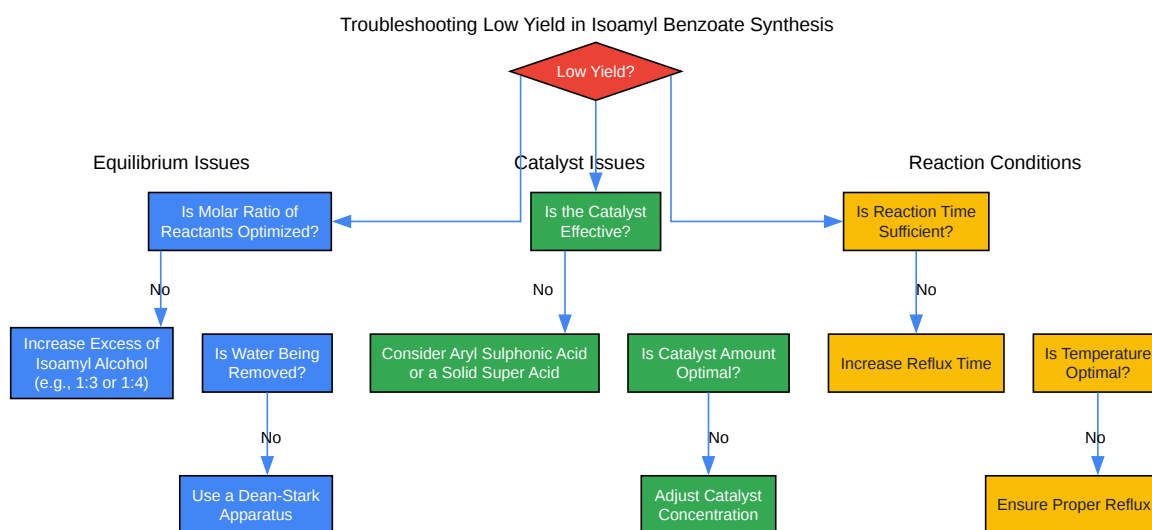 Troubleshooting Low Yield in Isoamyl Benzoate Synthesis
Low Yield?
Equilibrium Issues
Catalyst Issues
Reaction Conditions
Is Molar Ratio of
Reactants Optimized?
Is the Catalyst
Effective?
Is Reaction Time
Sufficient?
No
No
No
Increase Excess of
Isoamyl Alcohol
(e.g., 1:3 or 1:4)
Is Water Being
Removed?
Consider Aryl Sulphonic Acid
or a Solid Super Acid
Is Catalyst Amount
Optimal?
Increase Reflux Time
Is Temperature
Optimal?
No
No
No
Use a Dean-Stark
Apparatus
Adjust Catalyst
Concentration
Ensure Proper Reflux